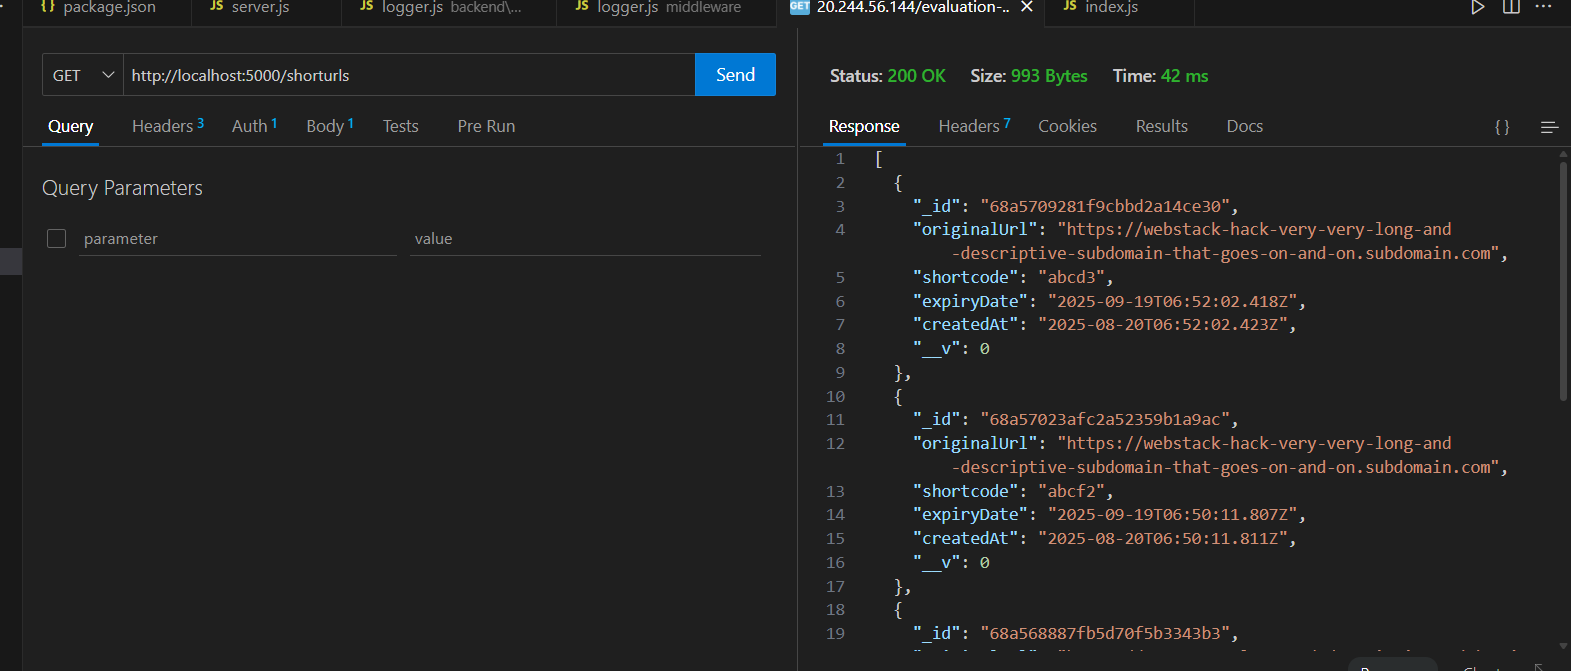 {} package.json
JS server.js
JS logger.js backend\...
JS logger.js middleware
GET 20.244.56.144/evaluation-..
JS index.js
GET http://localhost:5000/shorturls Send
Query Headers 3 Auth 1 Body 1 Tests Pre Run
Query Parameters
parameter value
Status: 200 OK Size: 993 Bytes Time: 42 ms
Response Headers 7 Cookies Results Docs { }
1 [
2 {
3 "_id": "68a5709281f9cbbd2a14ce30",
4 "originalUrl": "https://webstack-hack-very-very-long-and
-descriptive-subdomain-that-goes-on-and-on.subdomain.com",
5 "shortcode": "abcd3",
6 "expiryDate": "2025-09-19T06:52:02.418Z",
7 "createdAt": "2025-08-20T06:52:02.423Z",
8 "__v": 0
9 },
10 {
11 "_id": "68a57023afc2a52359b1a9ac",
12 "originalUrl": "https://webstack-hack-very-very-long-and
-descriptive-subdomain-that-goes-on-and-on.subdomain.com",
13 "shortcode": "abcf2",
14 "expiryDate": "2025-09-19T06:50:11.807Z",
15 "createdAt": "2025-08-20T06:50:11.811Z",
16 "__v": 0
17 },
18 {
19 "_id": "68a568887fb5d70f5b3343b3",